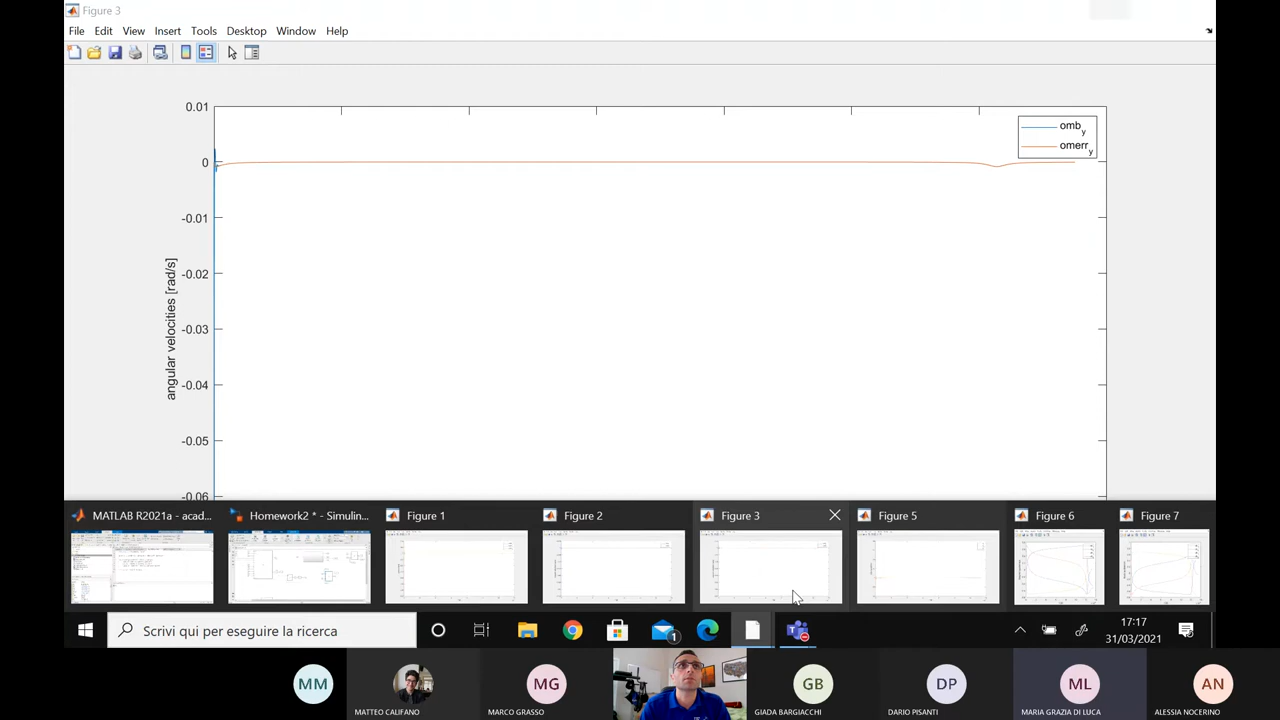 Figure 3
File Edit View Insert Tools Desktop Window Help
0.01
0
-0.01
-0.02
-0.03
-0.04
-0.05
-0.06
angular velocities [rad/s]
omb_y
omerr_y
MATLAB R2021a - acad...
Homework2 * - Simulin...
Figure 1
Figure 2
Figure 3
Figure 5
Figure 6
Figure 7
Scrivi qui per eseguire la ricerca
1
17:17
31/03/2021
MM
MG
GB
DP
ML
AN
MATTEO CALIFANO
MARCO GRASSO
GIADA BARGIACCHI
DARIO PISANTI
MARIA GRAZIA DI LUCA
ALESSIA NOCERINO